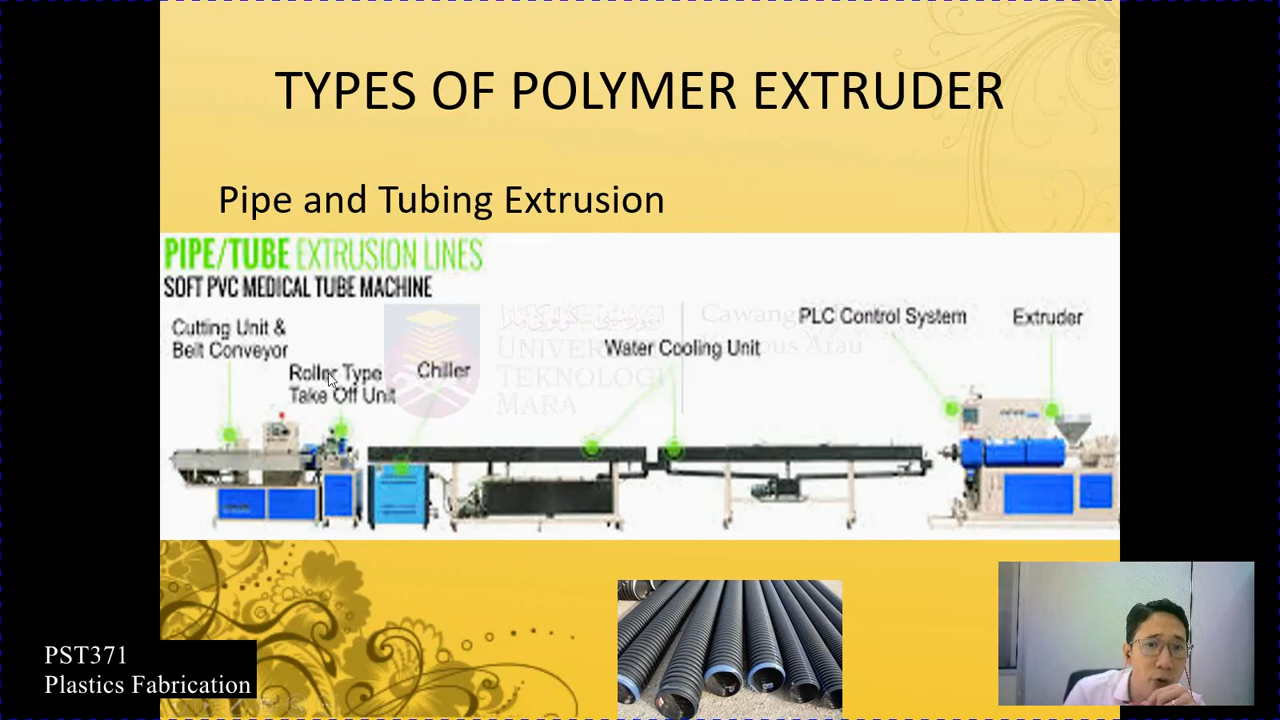 TYPES OF POLYMER EXTRUDER
Pipe and Tubing Extrusion
PIPE/TUBE EXTRUSION LINES
SOFT PVC MEDICAL TUBE MACHINE
Cutting Unit &
Belt Conveyor
Roller Type
Take Off Unit
Chiller
Water Cooling Unit
PLC Control System
Extruder
UNIVERSITI
TEKNOLOGI
MARA
Cawangan
Kampus Arau
PST371
Plastics Fabrication